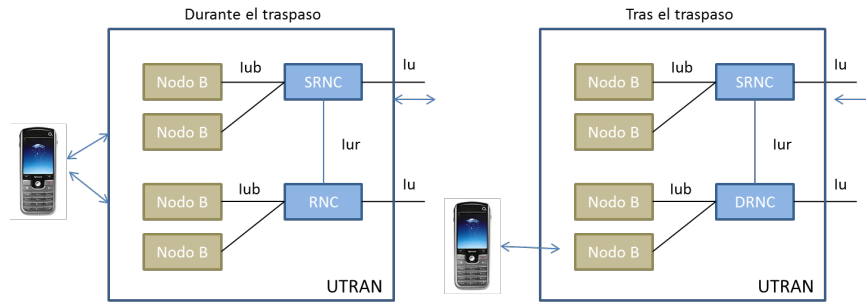 Durante el traspaso
Nodo B
Iub
SRNC
Iu
Nodo B
Iur
Nodo B
Iub
RNC
Iu
Nodo B
UTRAN
Tras el traspaso
Nodo B
Iub
SRNC
Iu
Nodo B
Iur
Nodo B
Iub
DRNC
Iu
Nodo B
UTRAN